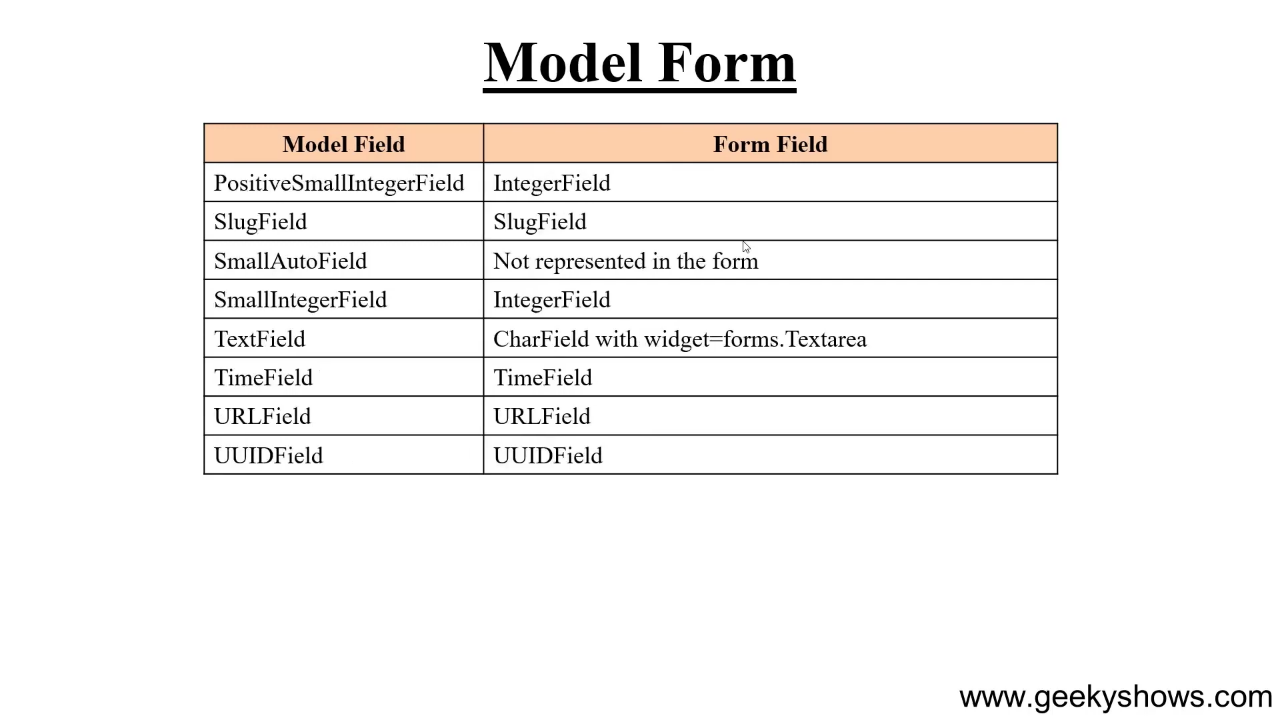 Model Form
Model Field Form Field
PositiveSmallIntegerField IntegerField
SlugField SlugField
SmallAutoField Not represented in the form
SmallIntegerField IntegerField
TextField CharField with widget=forms.Textarea
TimeField TimeField
URLField URLField
UUIDField UUIDField
www.geekyshows.com